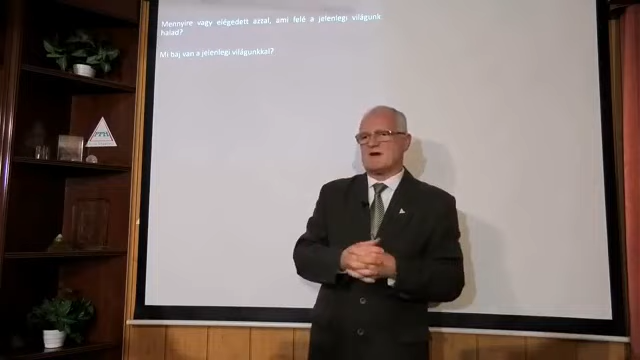 Mennyire vagy elégedett azzal, ami felé a jelenlegi világunk
halad?
Mi baj van a jelenlegi világunkkal?